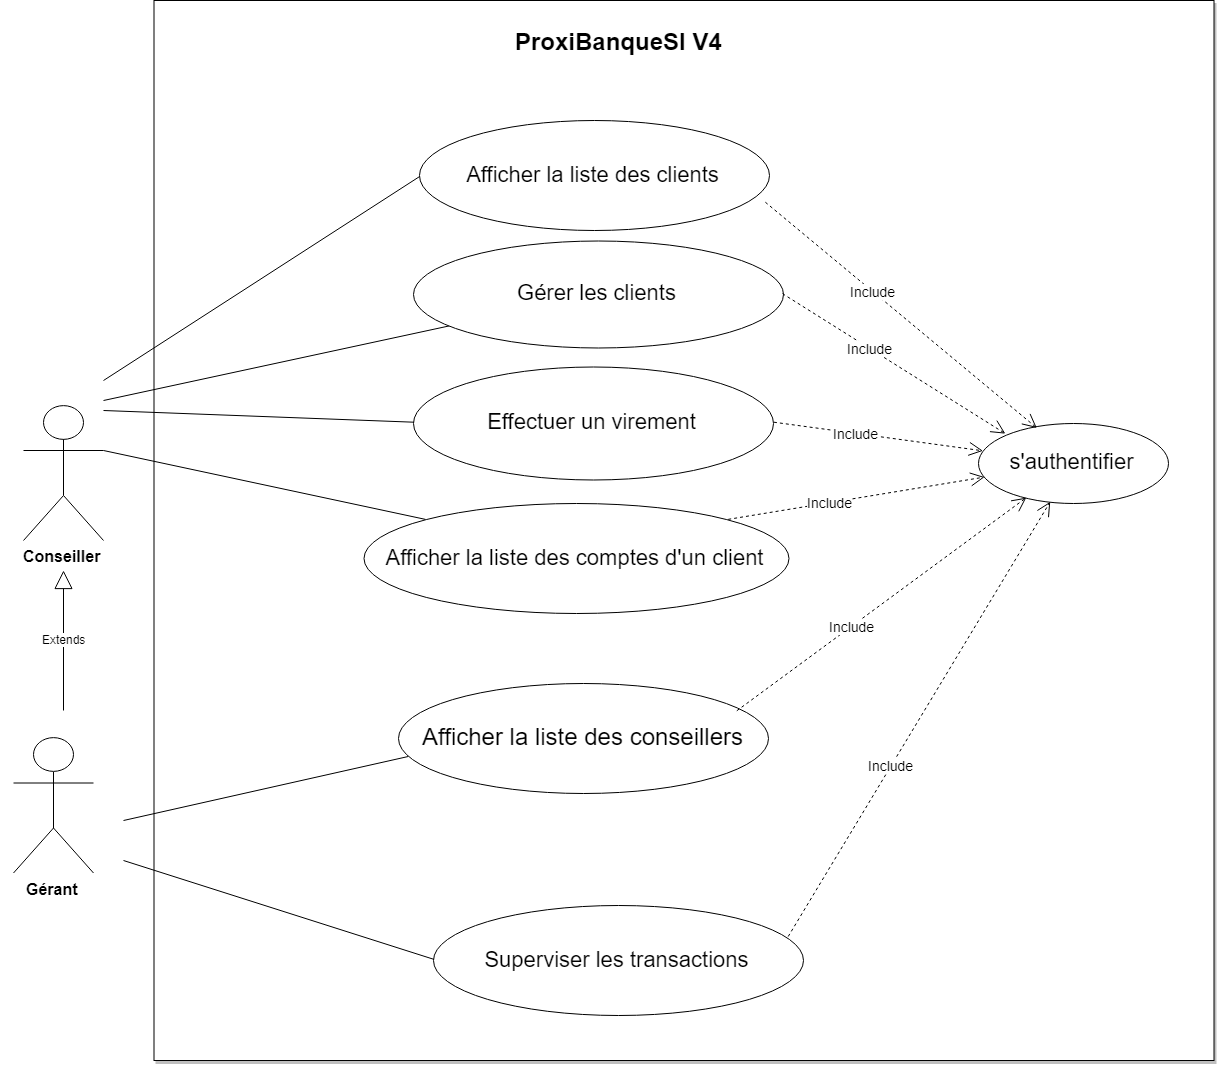 ProxiBanqueSI V4
Afficher la liste des clients
Include
Gérer les clients
Include
Effectuer un virement
Include
s'authentifier
Include
Conseiller
Afficher la liste des comptes d'un client
Extends
Include
Afficher la liste des conseillers
Include
Gérant
Superviser les transactions